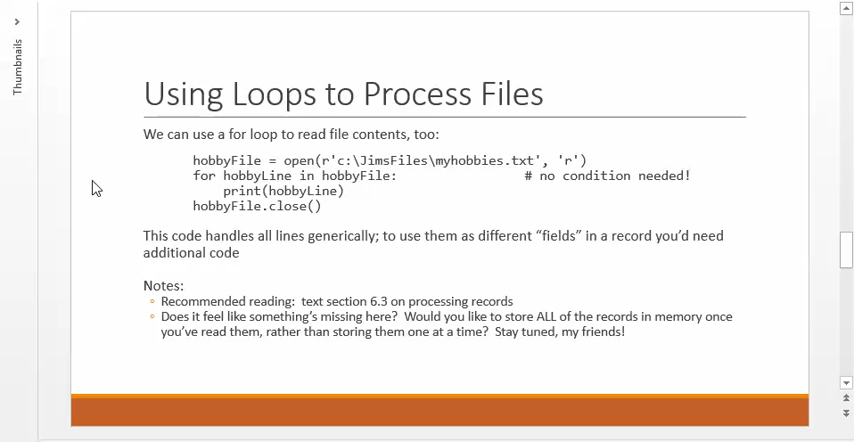 Thumbnails
Using Loops to Process Files
We can use a for loop to read file contents, too:
hobbyFile = open(r'c:\JimsFiles\myhobbies.txt', 'r')
for hobbyLine in hobbyFile: # no condition needed!
print(hobbyLine)
hobbyFile.close()
This code handles all lines generically; to use them as different “fields” in a record you’d need
additional code
Notes:
Recommended reading: text section 6.3 on processing records
Does it feel like something’s missing here? Would you like to store ALL of the records in memory once
you’ve read them, rather than storing them one at a time? Stay tuned, my friends!